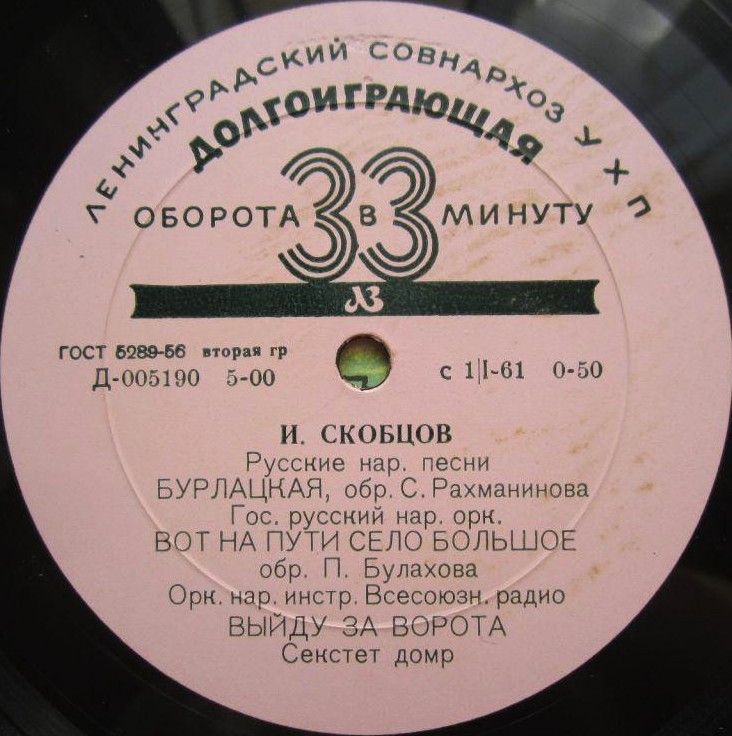 ЛЕНИНГРАДСКИЙ СОВНАРХОЗ УХП
ДОЛГОИГРАЮЩАЯ
ОБОРОТА 33 В МИНУТУ
ЛЗ
ГОСТ 5289-56 вторая гр
Д-005190 5-00
с 1|I-61 0-50
И. СКОБЦОВ
Русские нар. песни
БУРЛАЦКАЯ, обр. С. Рахманинова
Гос. русский нар. орк.
ВОТ НА ПУТИ СЕЛО БОЛЬШОЕ
обр. П. Булахова
Орк. нар. инстр. Всесоюзн. радио
ВЫЙДУ ЗА ВОРОТА
Секстет домр